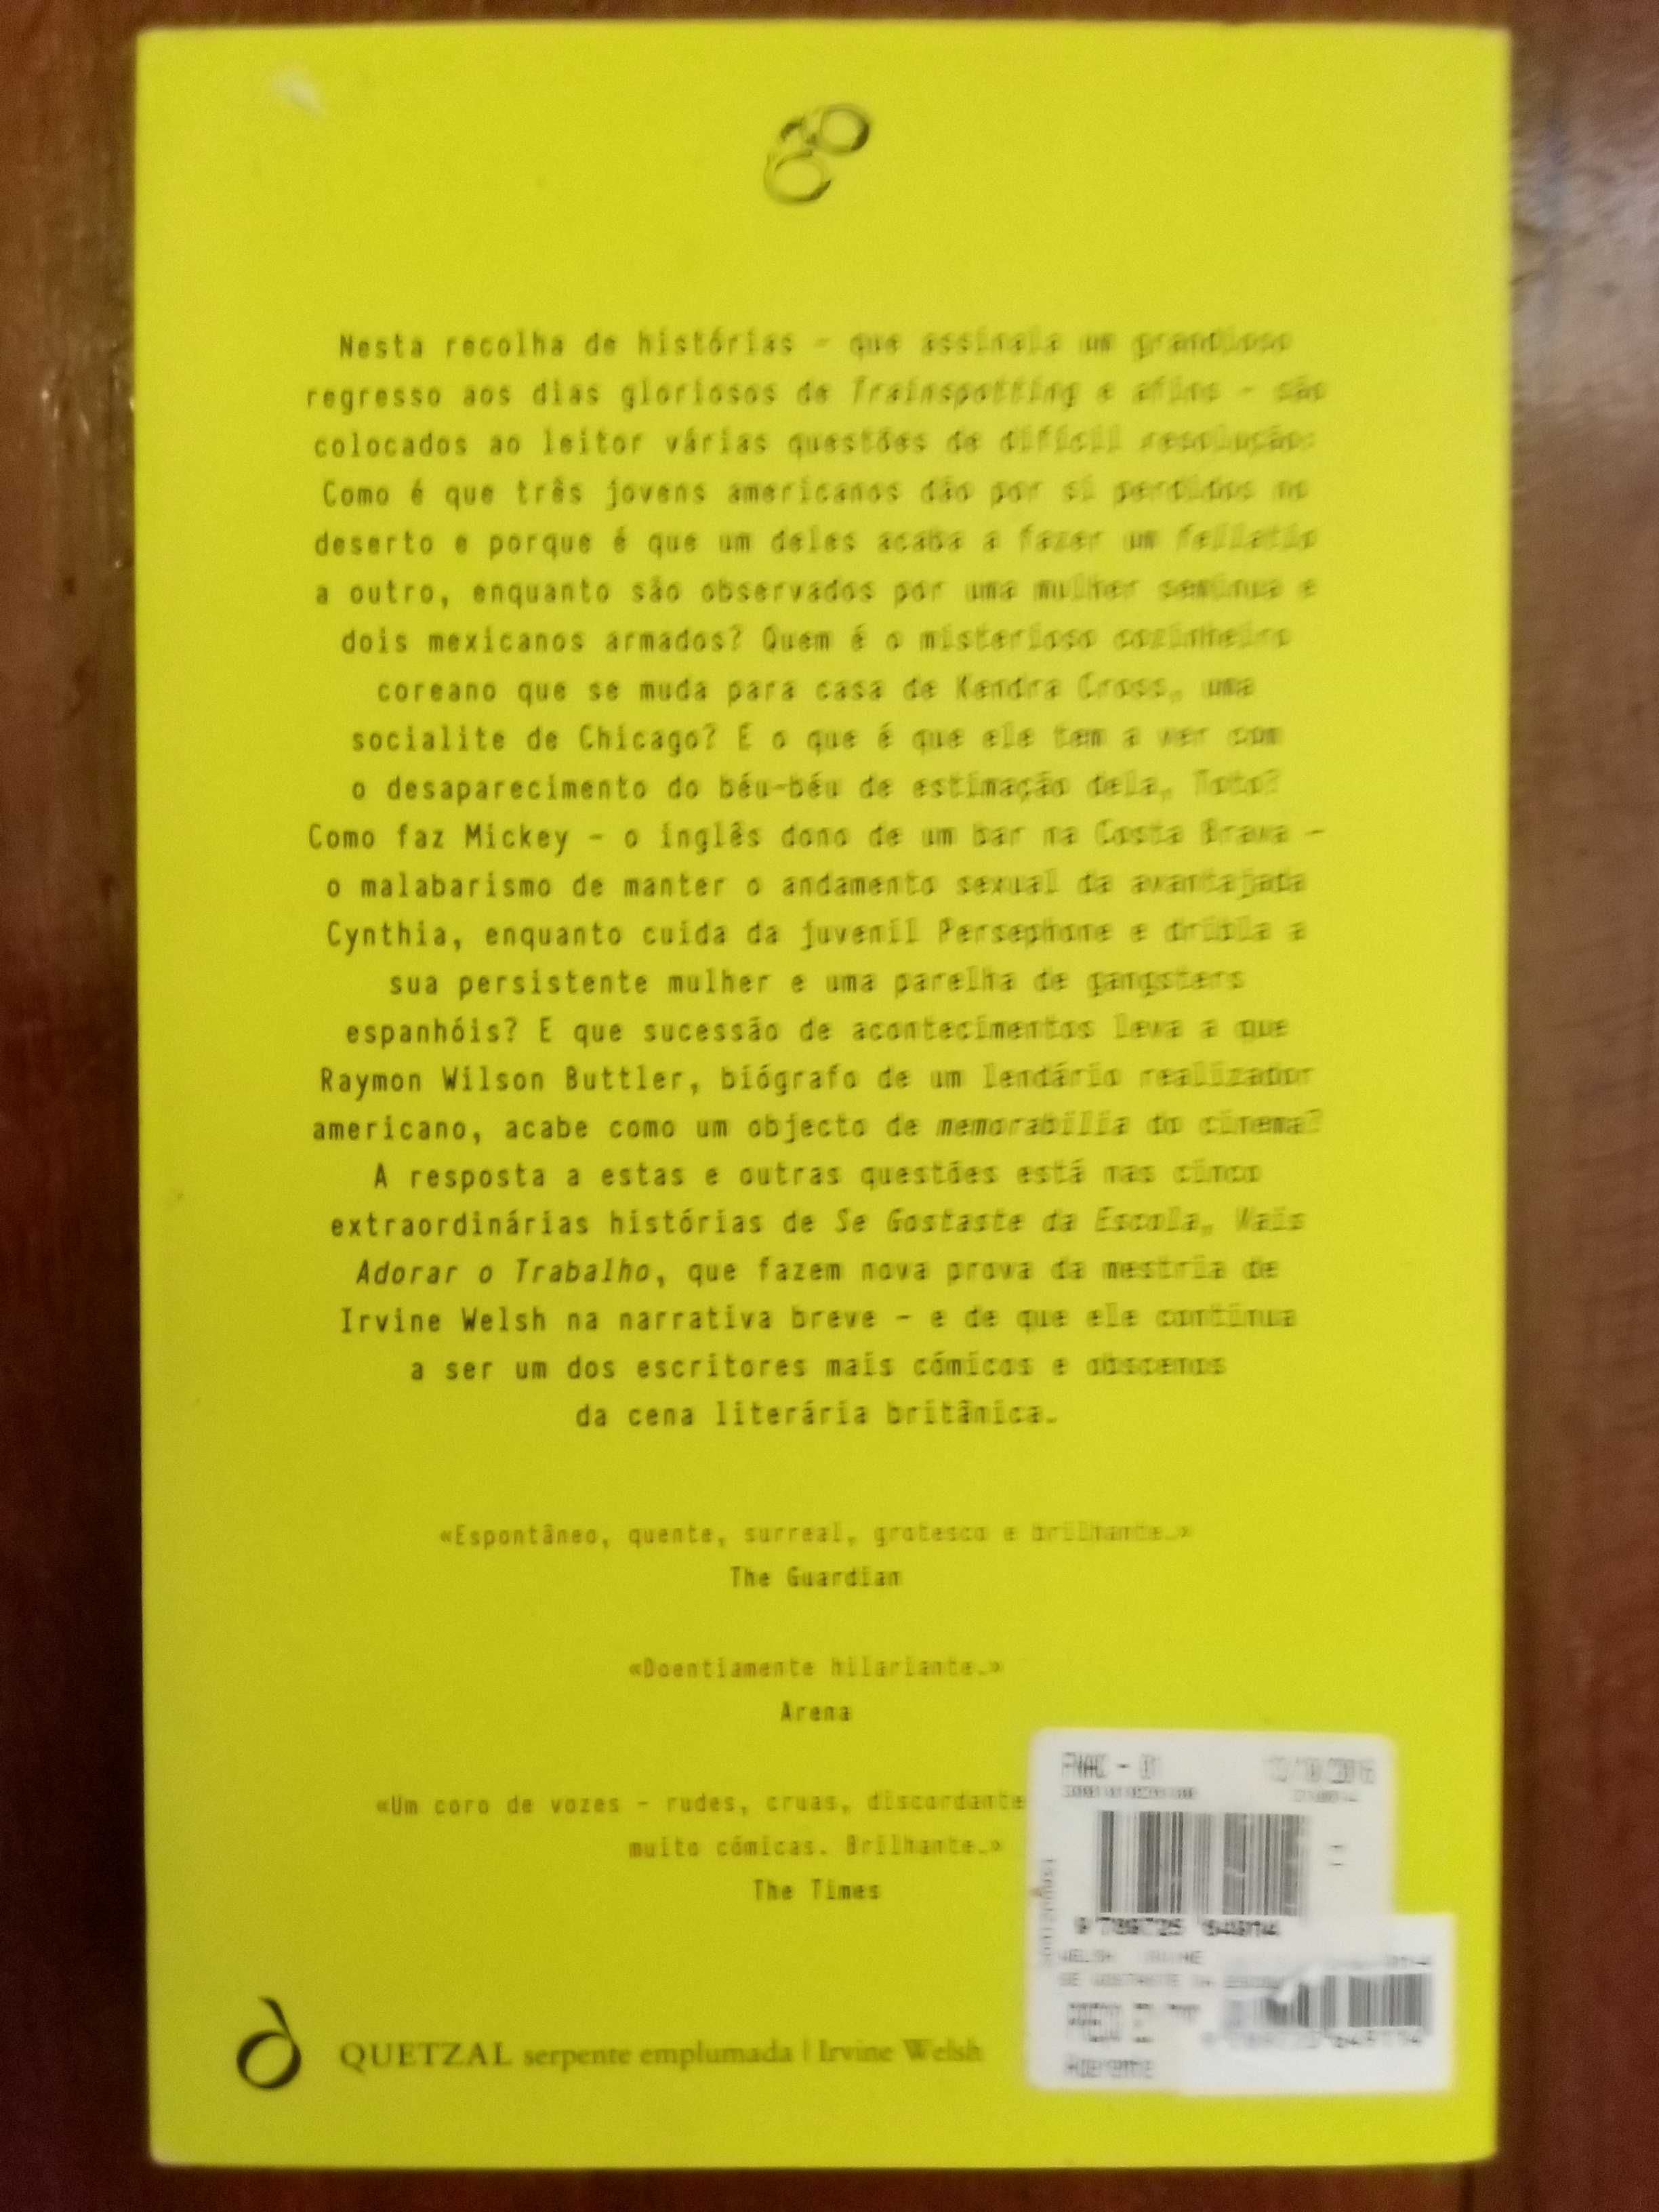 Nesta recolha de histórias – que assinala um grandioso
regresso aos dias gloriosos de Trainspotting e afins – são
colocados ao leitor várias questões de difícil resolução:
Como é que três jovens americanos dão por si perdidos no
deserto e porque é que um deles acaba a fazer um fellatio
a outro, enquanto são observados por uma mulher seminua e
dois mexicanos armados? Quem é o misterioso cozinheiro
coreano que se muda para casa de Kendra Cross, uma
socialite de Chicago? E o que é que ele tem a ver com
o desaparecimento do béu-béu de estimação dela, Toto?
Como faz Mickey – o inglês dono de um bar na Costa Brava –
o malabarismo de manter o andamento sexual da avantajada
Cynthia, enquanto cuida da juvenil Persephone e dribla a
sua persistente mulher e uma parelha de gangsters
espanhóis? E que sucessão de acontecimentos leva a que
Raymon Wilson Buttler, biógrafo de um lendário realizador
americano, acabe como um objecto de memorabilia do cinema?
A resposta a estas e outras questões está nas cinco
extraordinárias histórias de Se Gostaste da Escola, Vais
Adorar o Trabalho, que fazem nova prova da mestria de
Irvine Welsh na narrativa breve – e de que ele continua
a ser um dos escritores mais cómicos e obscenos
da cena literária britânica.
«Espontâneo, quente, surreal, grotesco e brilhante.»
The Guardian
«Doentiamente hilariante.»
Arena
«Um coro de vozes – rudes, cruas, discordante
muito cómicas. Brilhante.»
The Times
FNAC - 01
WELSH
SE GOSTASTE DA
Aderente
QUETZAL serpente emplumada | Irvine Welsh